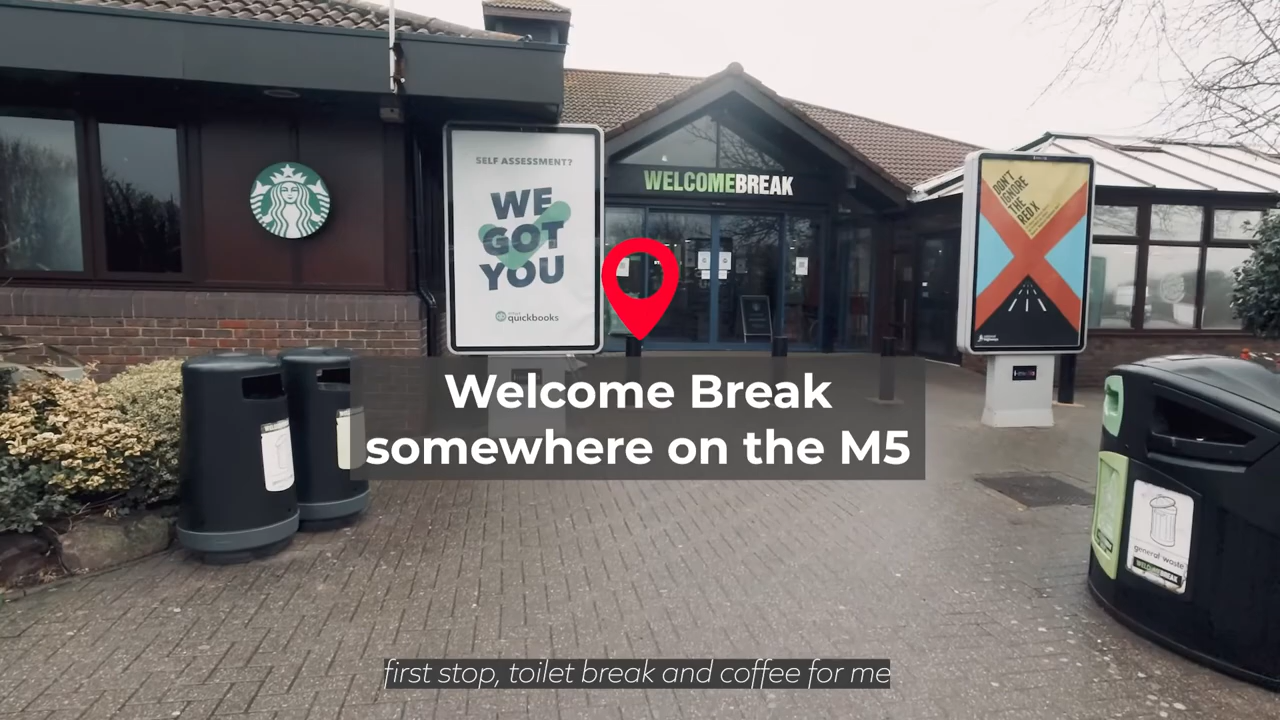 SELF ASSESSMENT?
WE
GOT
YOU
quickbooks
WELCOMEBREAK
DON'T
IGNORE
THE
RED X
Welcome Break
somewhere on the M5
general waste
WELCOMEBREAK
first stop, toilet break and coffee for me